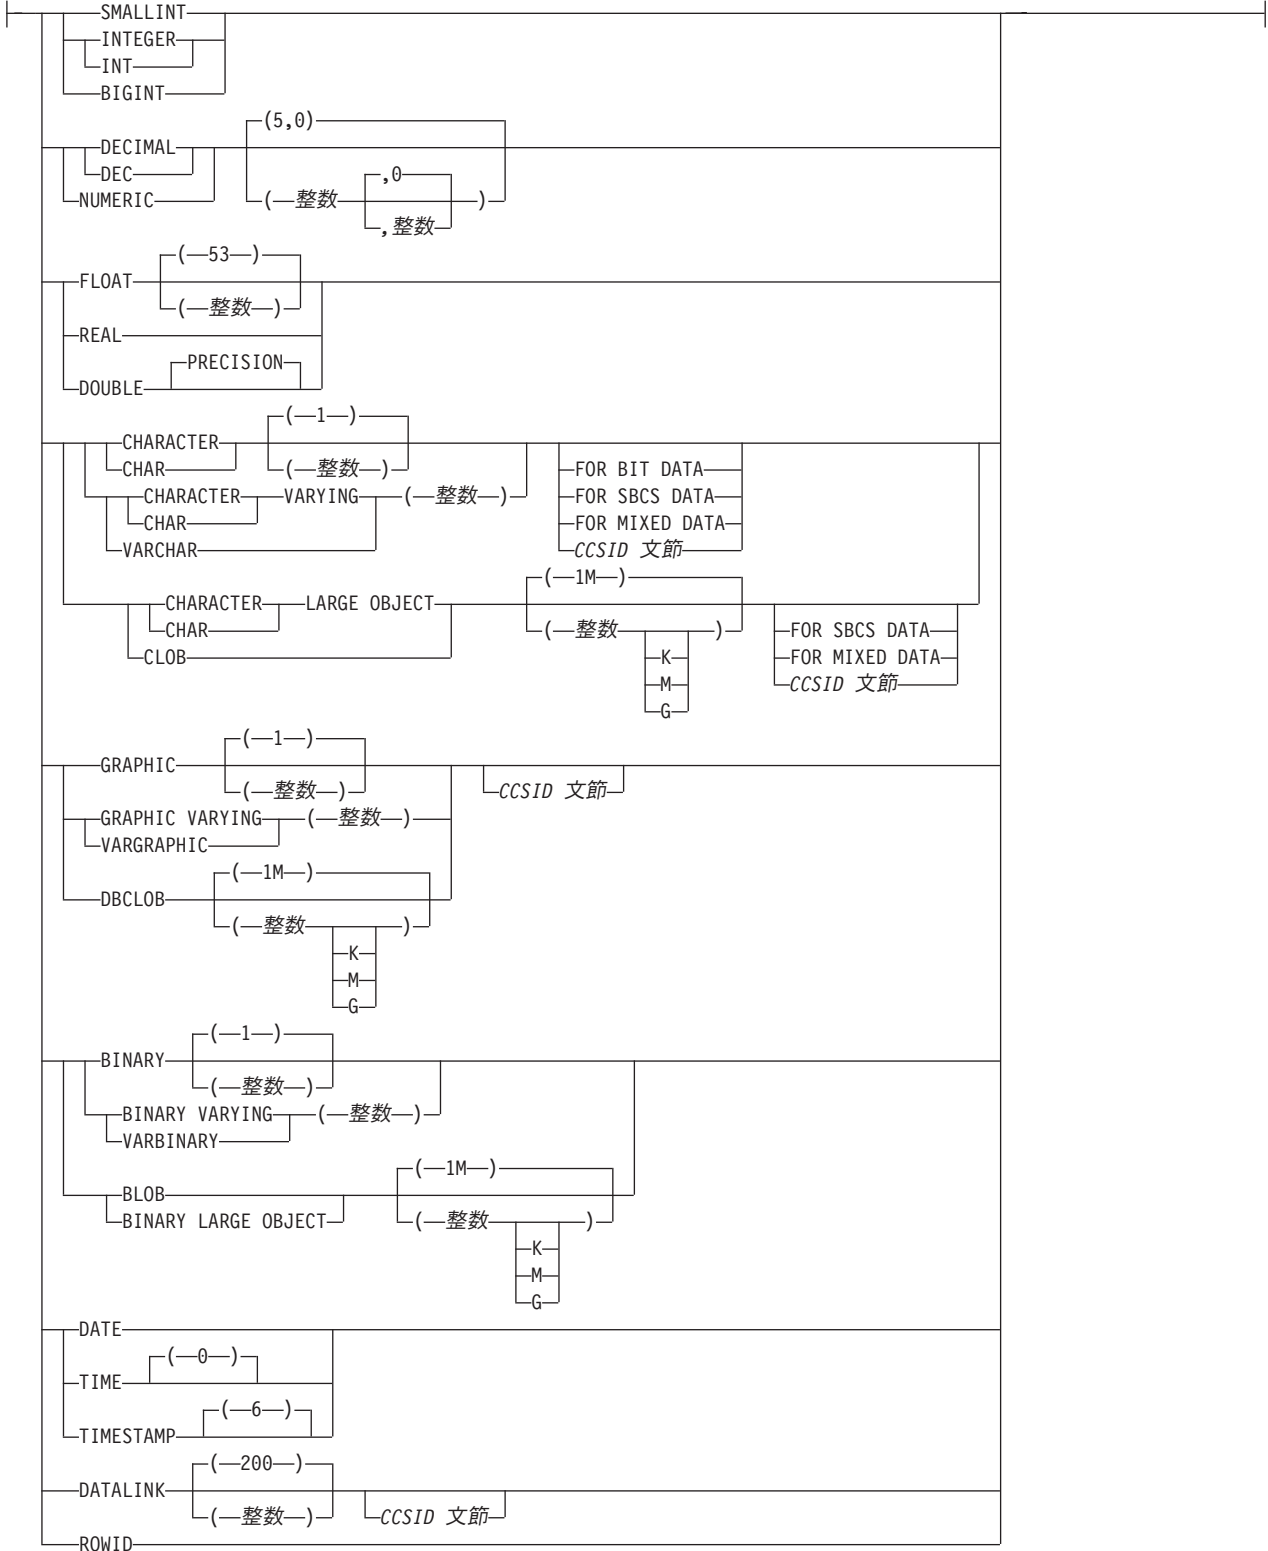 SMALLINT
INTEGER
INT
BIGINT
(5,0)
DECIMAL
DEC
,0
NUMERIC ( 整数 )
,整数
( 53 )
FLOAT
( 整数 )
REAL
PRECISION
DOUBLE
( 1 )
CHARACTER
CHAR ( 整数 ) FOR BIT DATA
CHARACTER VARYING ( 整数 ) FOR SBCS DATA
CHAR FOR MIXED DATA
VARCHAR CCSID 文節
( 1M )
CHARACTER LARGE OBJECT
CHAR ( 整数 ) FOR SBCS DATA
CLOB K FOR MIXED DATA
M CCSID 文節
G
( 1 )
GRAPHIC
( 整数 ) CCSID 文節
GRAPHIC VARYING ( 整数 )
VARGRAPHIC
( 1M )
DBCLOB
( 整数 )
K
M
G
( 1 )
BINARY
( 整数 )
BINARY VARYING ( 整数 )
VARBINARY
( 1M )
BLOB
BINARY LARGE OBJECT ( 整数 )
K
M
G
DATE
( 0 )
TIME
( 6 )
TIMESTAMP
( 200 )
DATALINK
( 整数 ) CCSID 文節
ROWID